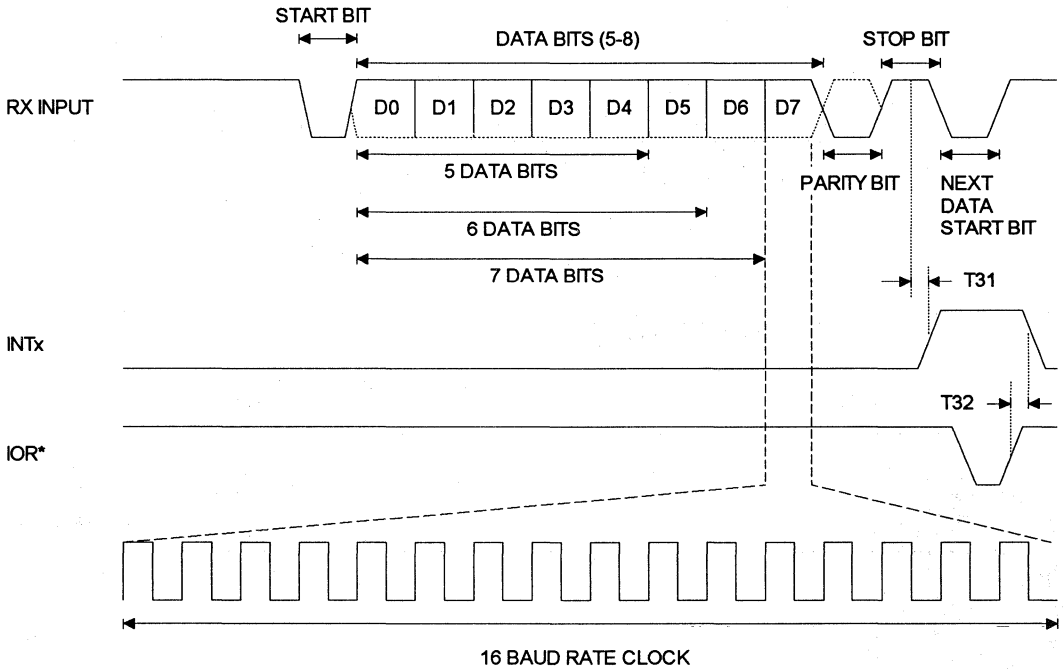 START BIT
DATA BITS (5-8)
STOP BIT
RX INPUT
D0 D1 D2 D3 D4 D5 D6 D7
5 DATA BITS
PARITY BIT
NEXT
DATA
START BIT
6 DATA BITS
7 DATA BITS
T31
INTx
T32
IOR*
16 BAUD RATE CLOCK